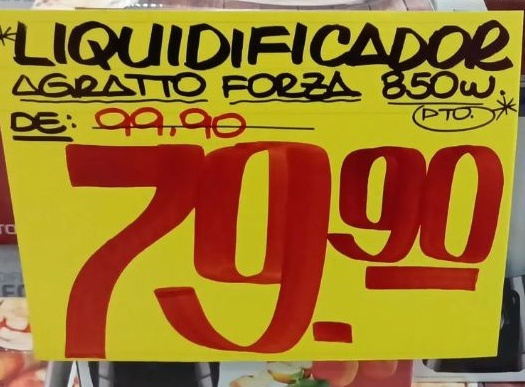 *LIQUIDIFICADOR
AGRATTO FORZA 850W.
PTO.*
DE: 99,90
79.90